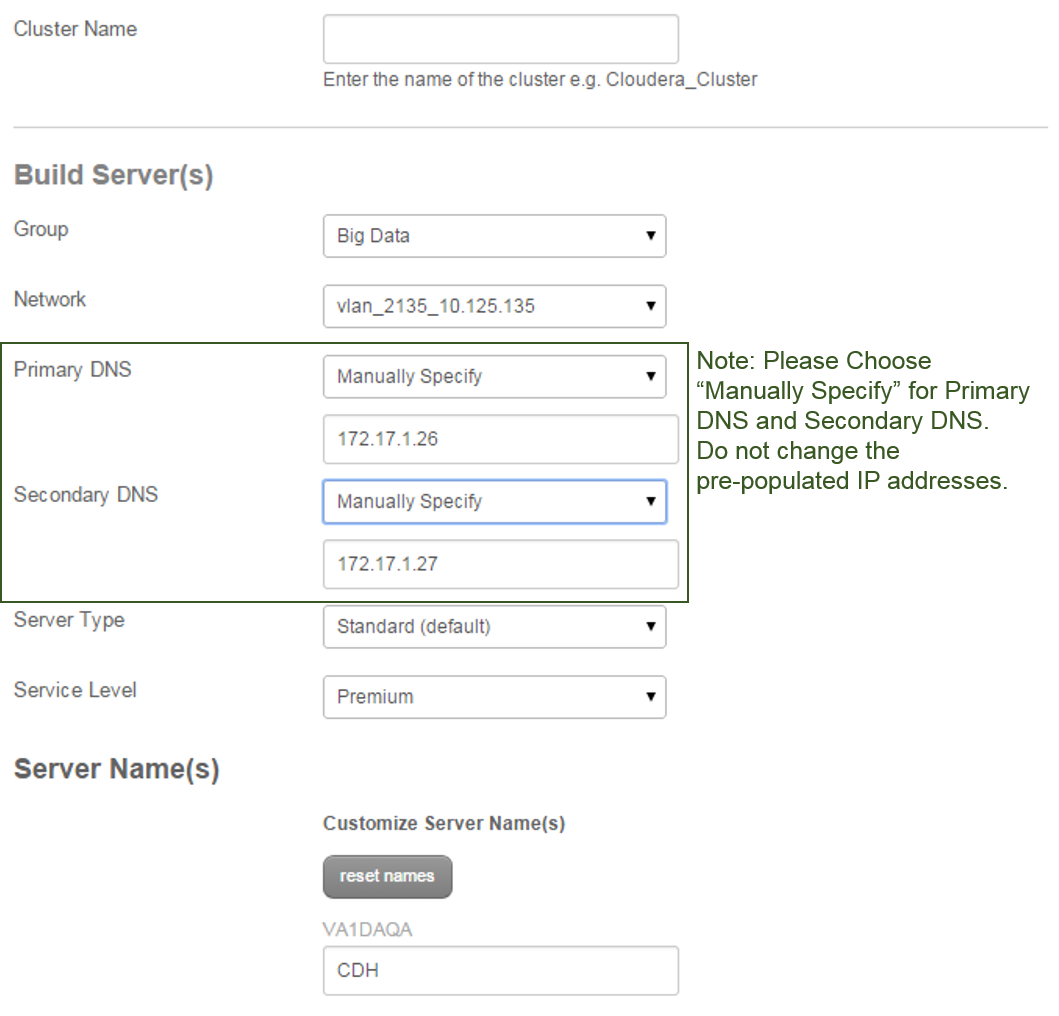 Cluster Name
Enter the name of the cluster e.g. Cloudera_Cluster
Build Server(s)
Group
Big Data
Network
vlan_2135_10.125.135
Primary DNS
Manually Specify
172.17.1.26
Secondary DNS
Manually Specify
172.17.1.27
Note: Please Choose
“Manually Specify” for Primary
DNS and Secondary DNS.
Do not change the
pre-populated IP addresses.
Server Type
Standard (default)
Service Level
Premium
Server Name(s)
Customize Server Name(s)
reset names
VA1DAQA
CDH